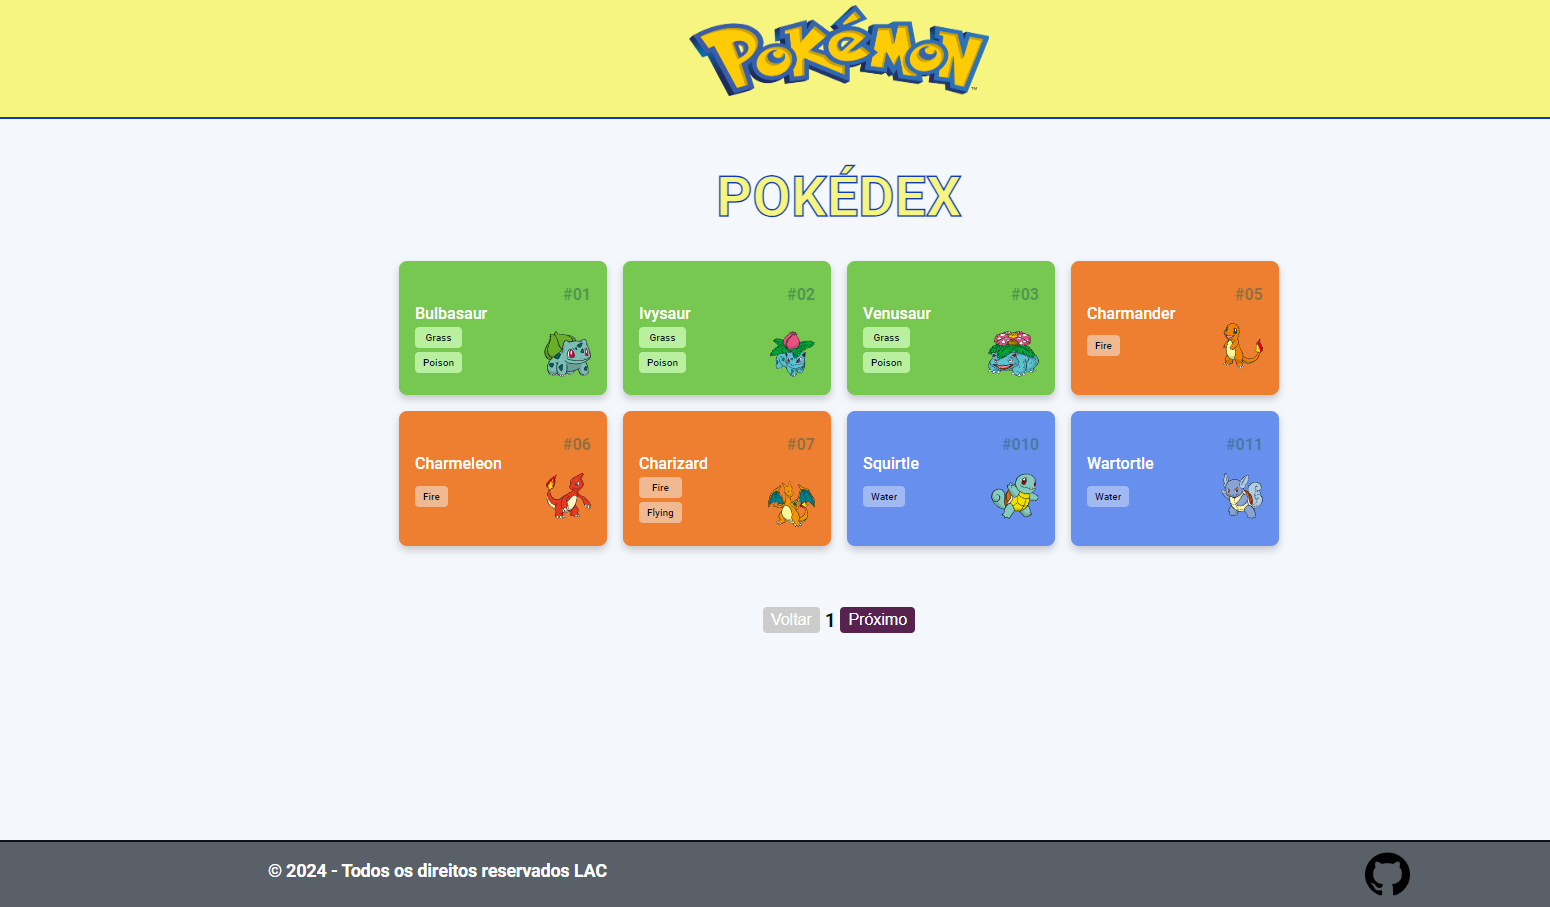 POKÉMON
™
POKÉDEX
#01
Bulbasaur
Grass
Poison
#02
Ivysaur
Grass
Poison
#03
Venusaur
Grass
Poison
#05
Charmander
Fire
#06
Charmeleon
Fire
#07
Charizard
Fire
Flying
#010
Squirtle
Water
#011
Wartortle
Water
Voltar 1 Próximo
© 2024 - Todos os direitos reservados LAC